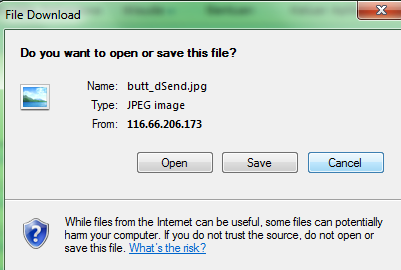 File Download
Do you want to open or save this file?
Name: butt_dSend.jpg
Type: JPEG image
From: 116.66.206.173
Open Save Cancel
While files from the Internet can be useful, some files can potentially
harm your computer. If you do not trust the source, do not open or
save this file. What's the risk?